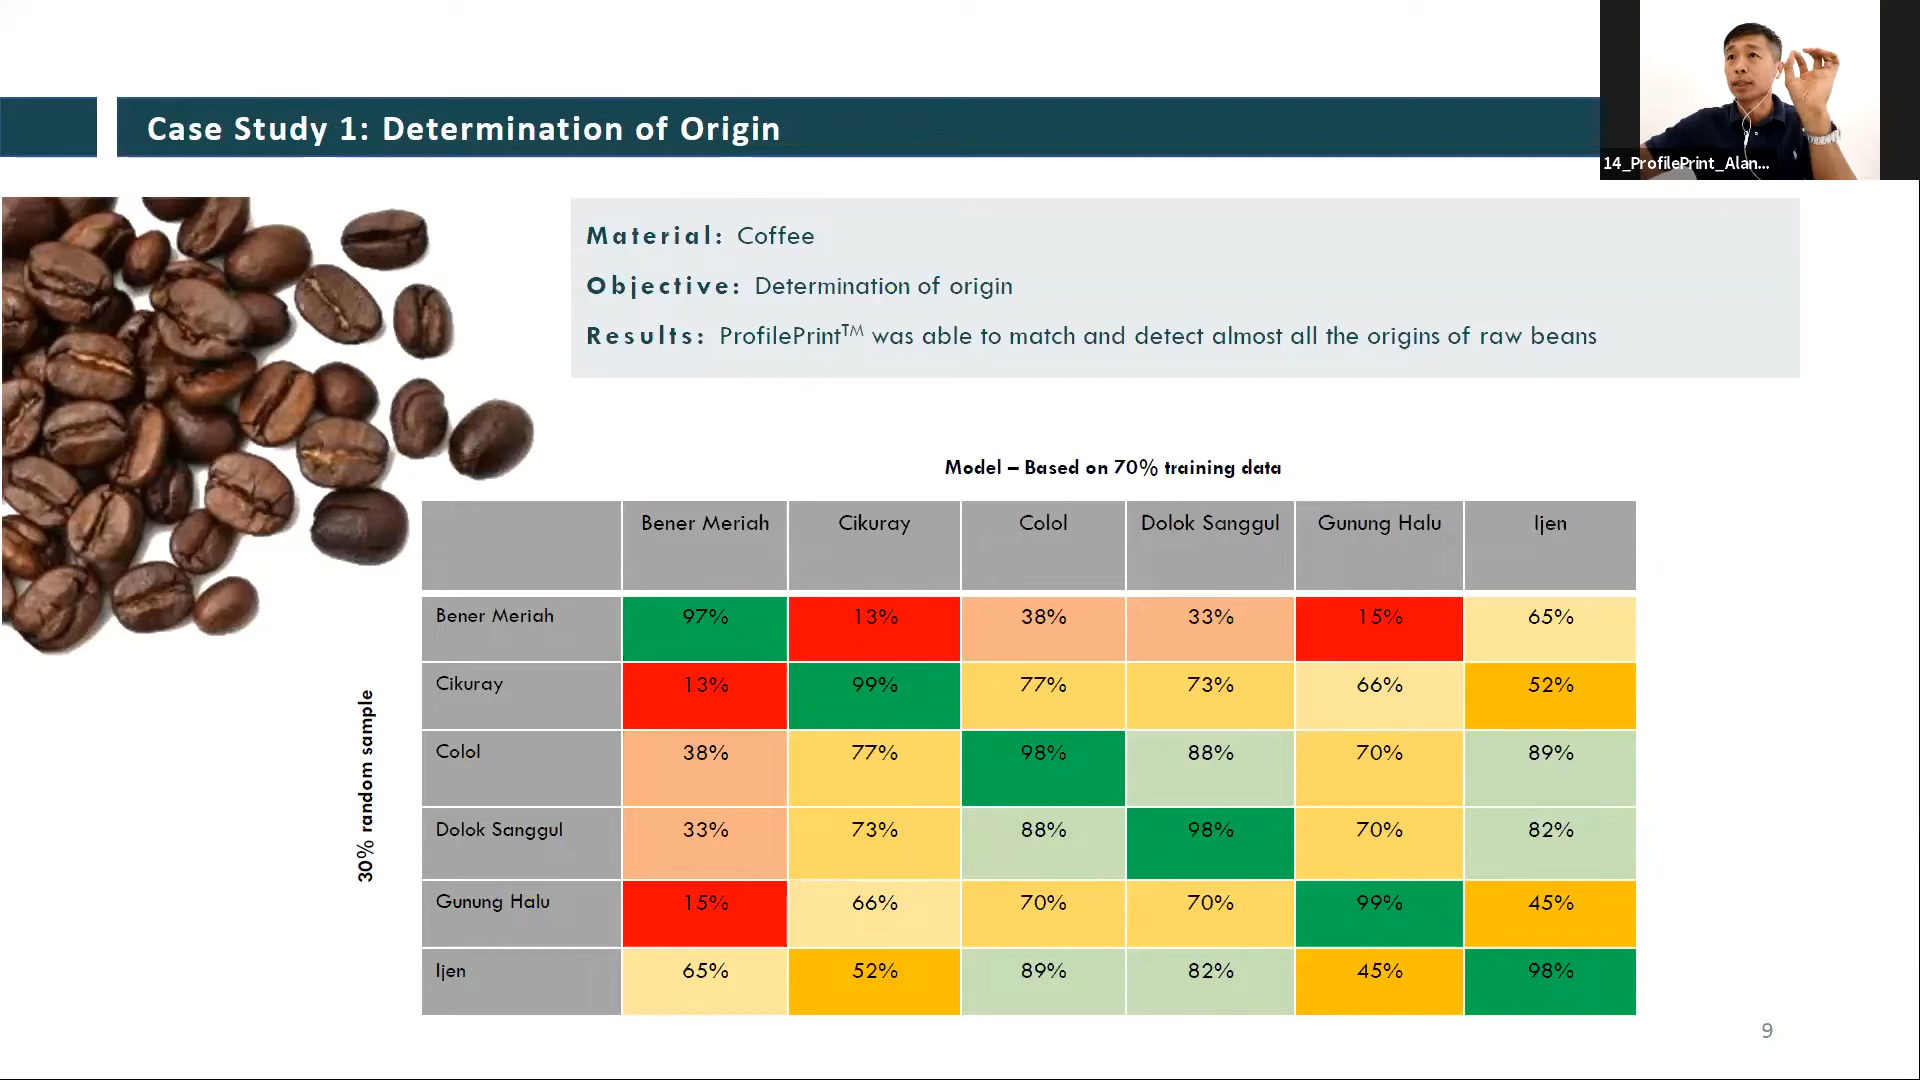 14_ProfilePrint_Alan...
Case Study 1: Determination of Origin
Material: Coffee
Objective: Determination of origin
Results: ProfilePrint™ was able to match and detect almost all the origins of raw beans
Model – Based on 70% training data
Bener Meriah Cikuray Colol Dolok Sanggul Gunung Halu Ijen
Bener Meriah 97% 13% 38% 33% 15% 65%
Cikuray 13% 99% 77% 73% 66% 52%
Colol 38% 77% 98% 88% 70% 89%
Dolok Sanggul 33% 73% 88% 98% 70% 82%
Gunung Halu 15% 66% 70% 70% 99% 45%
Ijen 65% 52% 89% 82% 45% 98%
30% random sample
9